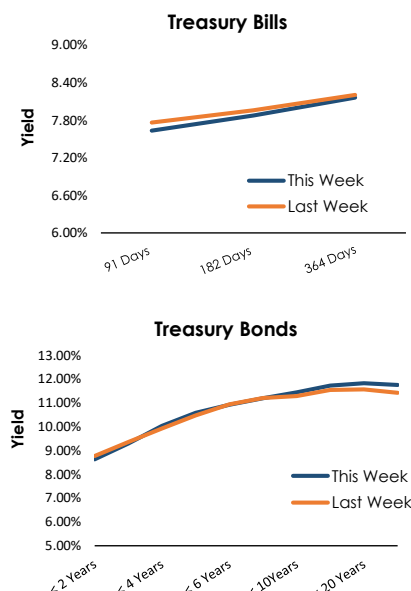 Treasury Bills
9.00%
8.40%
7.80%
7.20%
6.60%
6.00%
Yield
This Week
Last Week
91 Days
182 Days
364 Days
Treasury Bonds
13.00%
12.00%
11.00%
10.00%
9.00%
8.00%
7.00%
6.00%
5.00%
Yield
This Week
Last Week
2 Years
4 Years
6 Years
10Years
20 Years